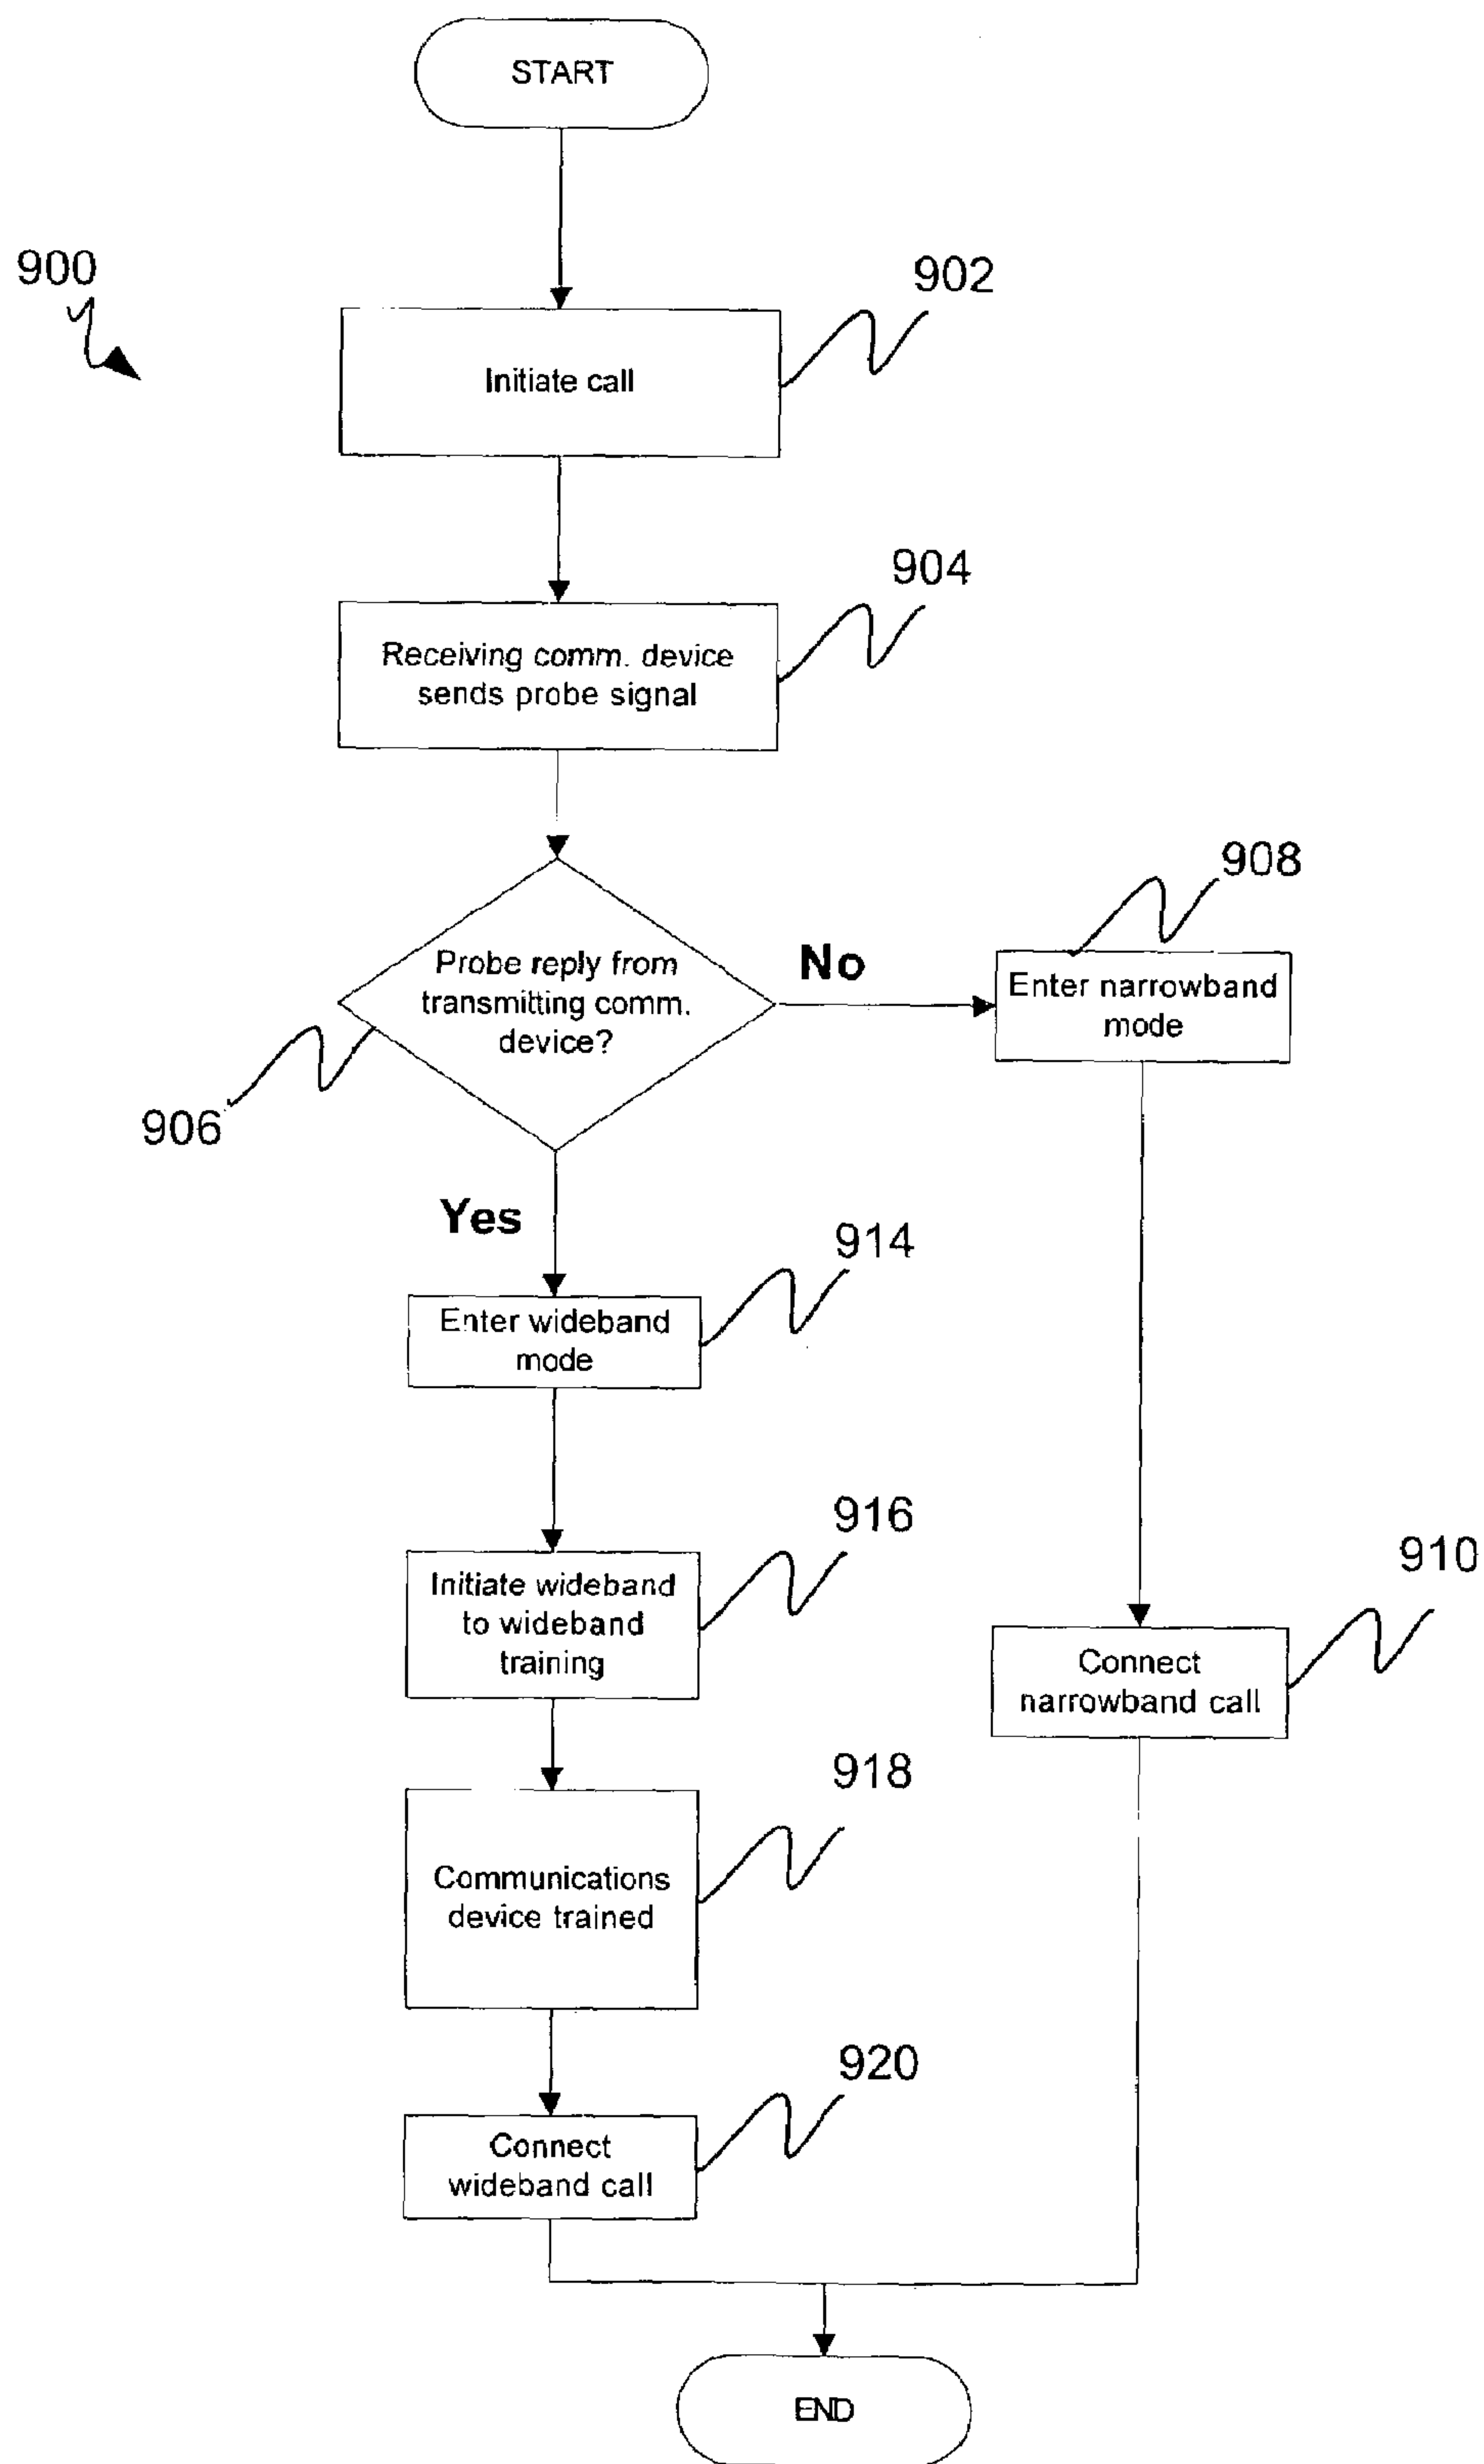 START
900
902
Initiate call
904
Receiving comm. device
sends probe signal
908
Probe reply from
transmitting comm.
device?
No
Enter narrowband
mode
906
Yes
914
Enter wideband
mode
916
Initiate wideband
to wideband
training
910
Connect
narrowband call
918
Communications
device trained
920
Connect
wideband call
END